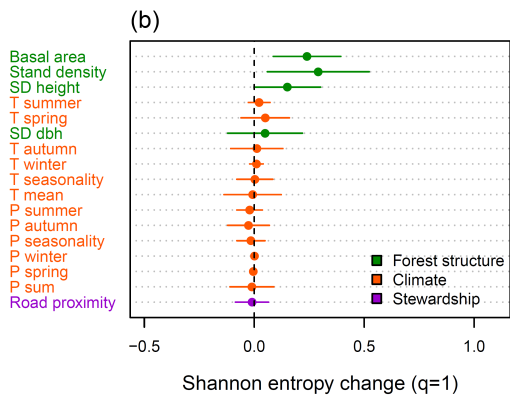 (b)
Basal area
Stand density
SD height
T summer
T spring
SD dbh
T autumn
T winter
T seasonality
T mean
P summer
P autumn
P seasonality
P winter
P spring
P sum
Road proximity
Forest structure
Climate
Stewardship
−0.5 0.0 0.5 1.0
Shannon entropy change (q=1)